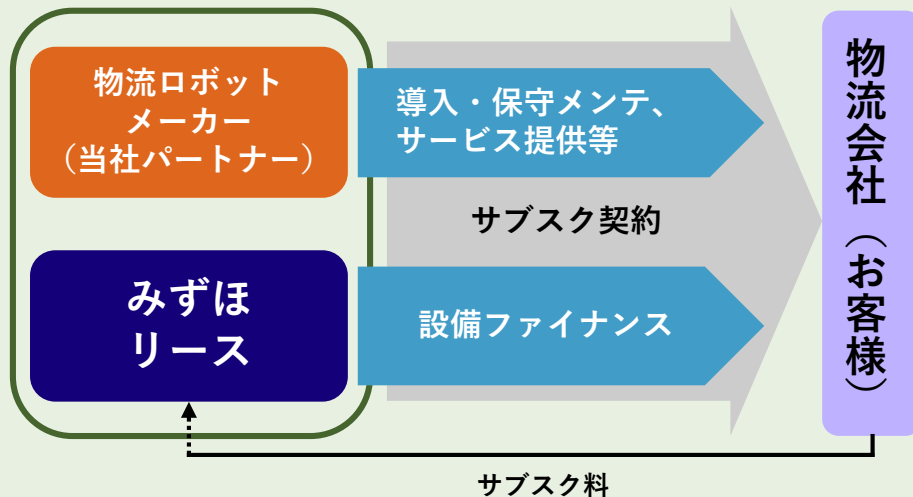 物流ロボット
メーカー
（当社パートナー）
導入・保守メンテ、
サービス提供等
サブスク契約
みずほ
リース
設備ファイナンス
物流会社（お客様）
サブスク料